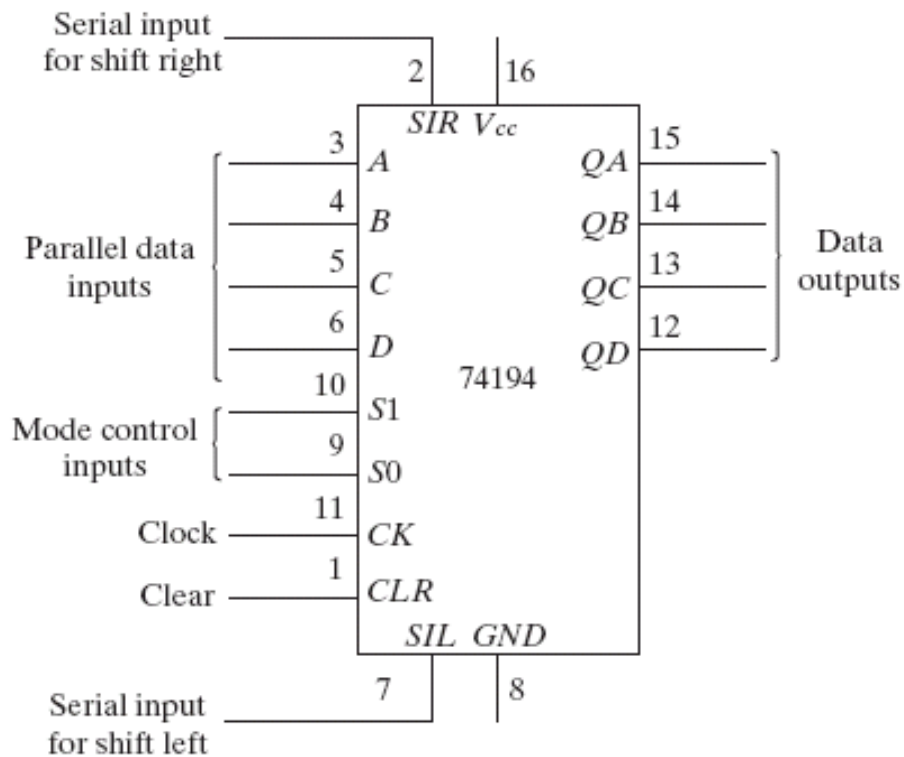 Serial input
for shift right
2
16
SIR Vcc
3
A
QA
15
4
B
QB
14
Parallel data
inputs
5
C
QC
13
Data
outputs
6
D
QD
12
74194
10
S1
Mode control
inputs
9
S0
11
Clock
CK
1
Clear
CLR
SIL GND
7
8
Serial input
for shift left